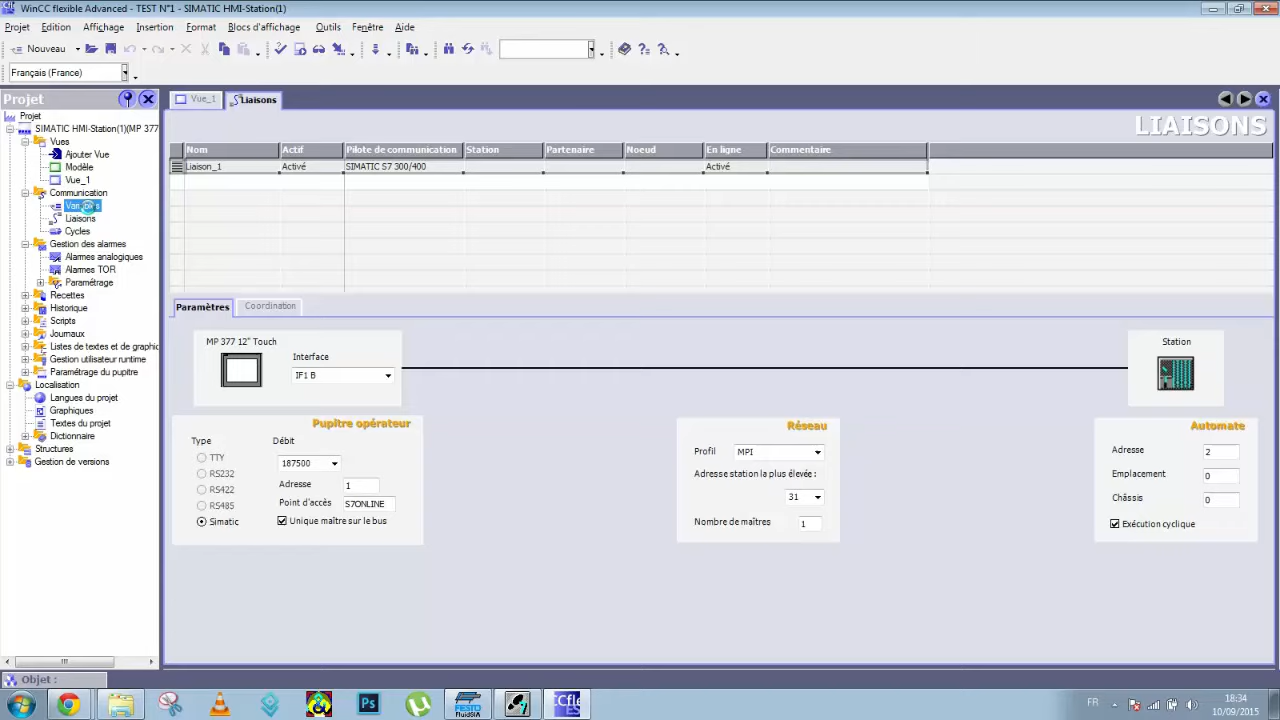 WinCC flexible Advanced - TEST N°1 - SIMATIC HMI-Station(1)
Projet Edition Affichage Insertion Format Blocs d'affichage Outils Fenêtre Aide
Nouveau
Français (France)
Projet
Vue_1
Liaisons
LIAISONS
Projet
SIMATIC HMI-Station(1)(MP 377
Vues
Ajouter Vue
Modèle
Vue_1
Communication
Variables
Liaisons
Cycles
Gestion des alarmes
Alarmes analogiques
Alarmes TOR
Paramétrage
Recettes
Historique
Scripts
Journaux
Listes de textes et de graphic
Gestion utilisateur runtime
Paramétrage du pupitre
Localisation
Langues du projet
Graphiques
Textes du projet
Dictionnaire
Structures
Gestion de versions
Nom Actif Pilote de communication Station Partenaire Noeud En ligne Commentaire
Liaison_1 Activé SIMATIC S7 300/400 Activé
Paramètres Coordination
MP 377 12" Touch
Interface
IF1 B
Station
Pupitre opérateur
Type
TTY
RS232
RS422
RS485
Simatic
Débit
187500
Adresse 1
Point d'accès S7ONLINE
Unique maître sur le bus
Réseau
Profil MPI
Adresse station la plus élevée :
31
Nombre de maîtres 1
Automate
Adresse 2
Emplacement 0
Châssis 0
Exécution cyclique
Objet :
Ps
FESTO
FluidSIM
FR
18:34
10/09/2015